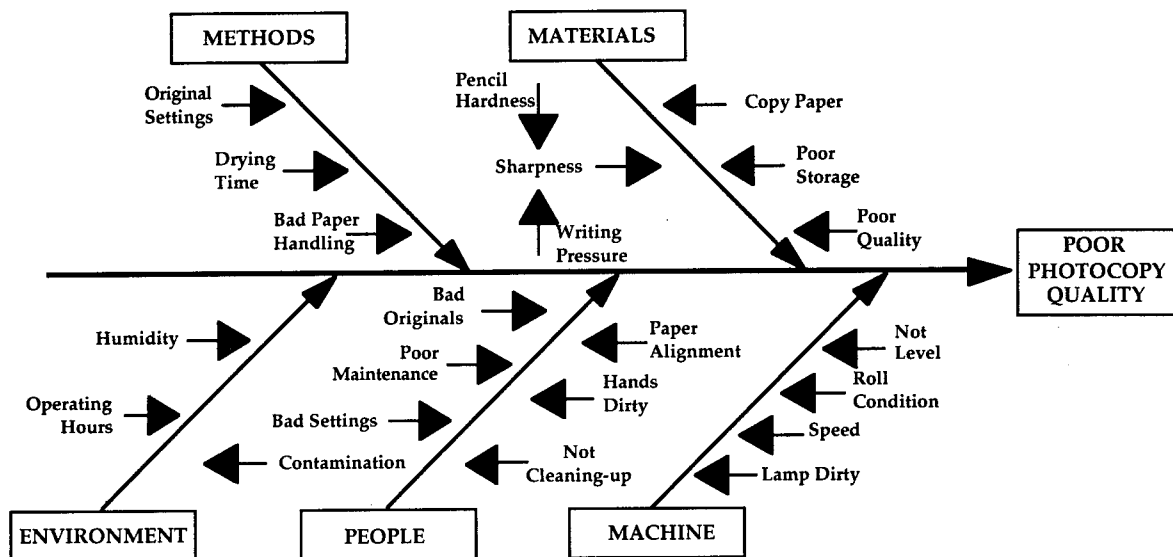 METHODS
MATERIALS
Original
Settings
Drying
Time
Bad Paper
Handling
Pencil
Hardness
Sharpness
Writing
Pressure
Copy Paper
Poor
Storage
Poor
Quality
POOR
PHOTOCOPY
QUALITY
Humidity
Operating
Hours
Contamination
Bad
Originals
Poor
Maintenance
Bad Settings
Paper
Alignment
Hands
Dirty
Not
Cleaning-up
Not
Level
Roll
Condition
Speed
Lamp Dirty
ENVIRONMENT
PEOPLE
MACHINE